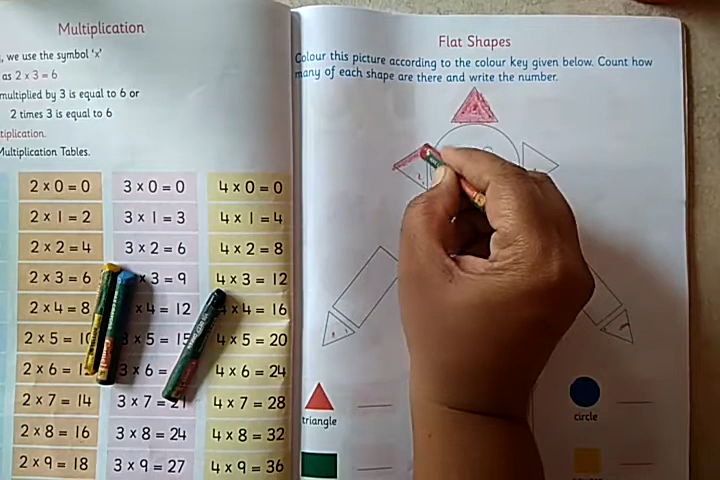 Multiplication
, we use the symbol 'x'
as 2 x 3 = 6
multiplied by 3 is equal to 6 or
2 times 3 is equal to 6
tiplication.
Multiplication Tables.
2 x 0 = 0
3 x 0 = 0
4 x 0 = 0
2 x 1 = 2
3 x 1 = 3
4 x 1 = 4
2 x 2 = 4
3 x 2 = 6
4 x 2 = 8
2 x 3 = 6
x 3 = 9
4 x 3 = 12
2 x 4 = 8
x 4 = 12
x 4 = 16
2 x 5 = 10
3 x 5 = 15
4 x 5 = 20
2 x 6 = 1
3 x 6 =
4 x 6 = 24
2 x 7 = 14
3 x 7 = 21
4 x 7 = 28
2 x 8 = 16
3 x 8 = 24
4 x 8 = 32
2 x 9 = 18
3 x 9 = 27
4 x 9 = 36
Flat Shapes
Colour this picture according to the colour key given below. Count how
many of each shape are there and write the number.
triangle
circle